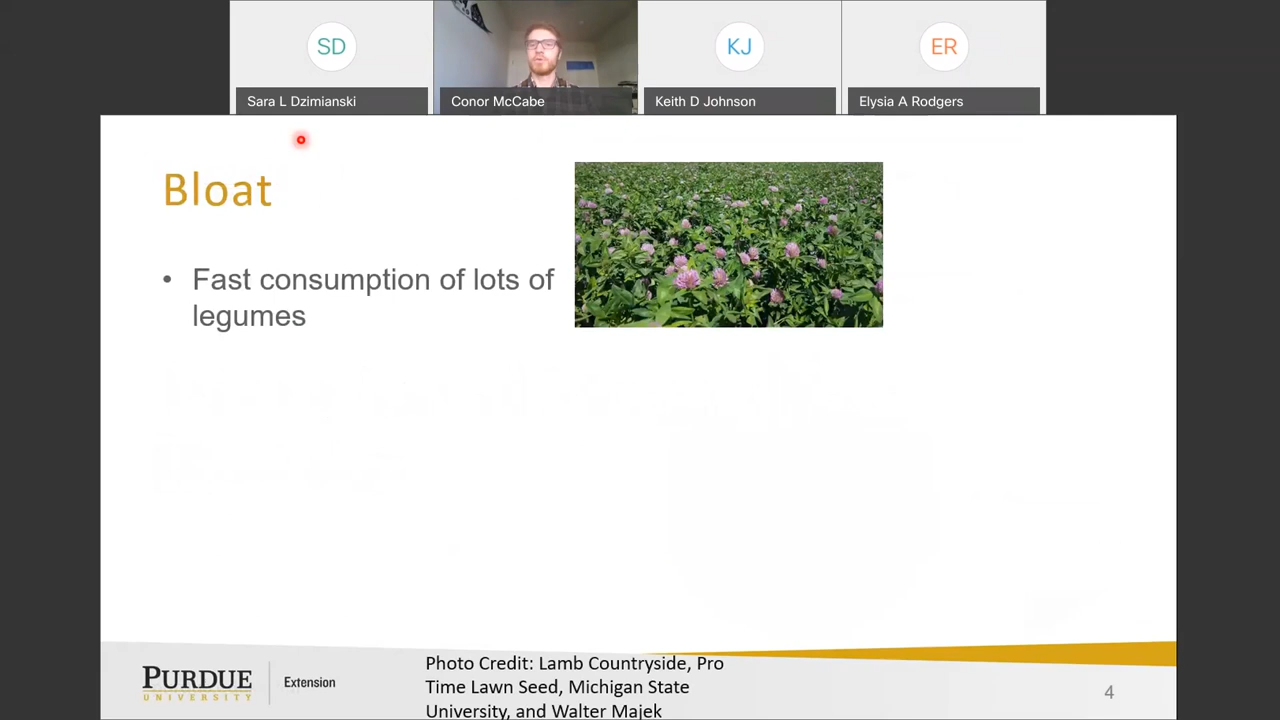 SD
KJ
ER
Sara L Dzimianski
Conor McCabe
Keith D Johnson
Elysia A Rodgers
Bloat
• Fast consumption of lots of
legumes
PURDUE
UNIVERSITY
Extension
Photo Credit: Lamb Countryside, Pro
Time Lawn Seed, Michigan State
University, and Walter Majek
4